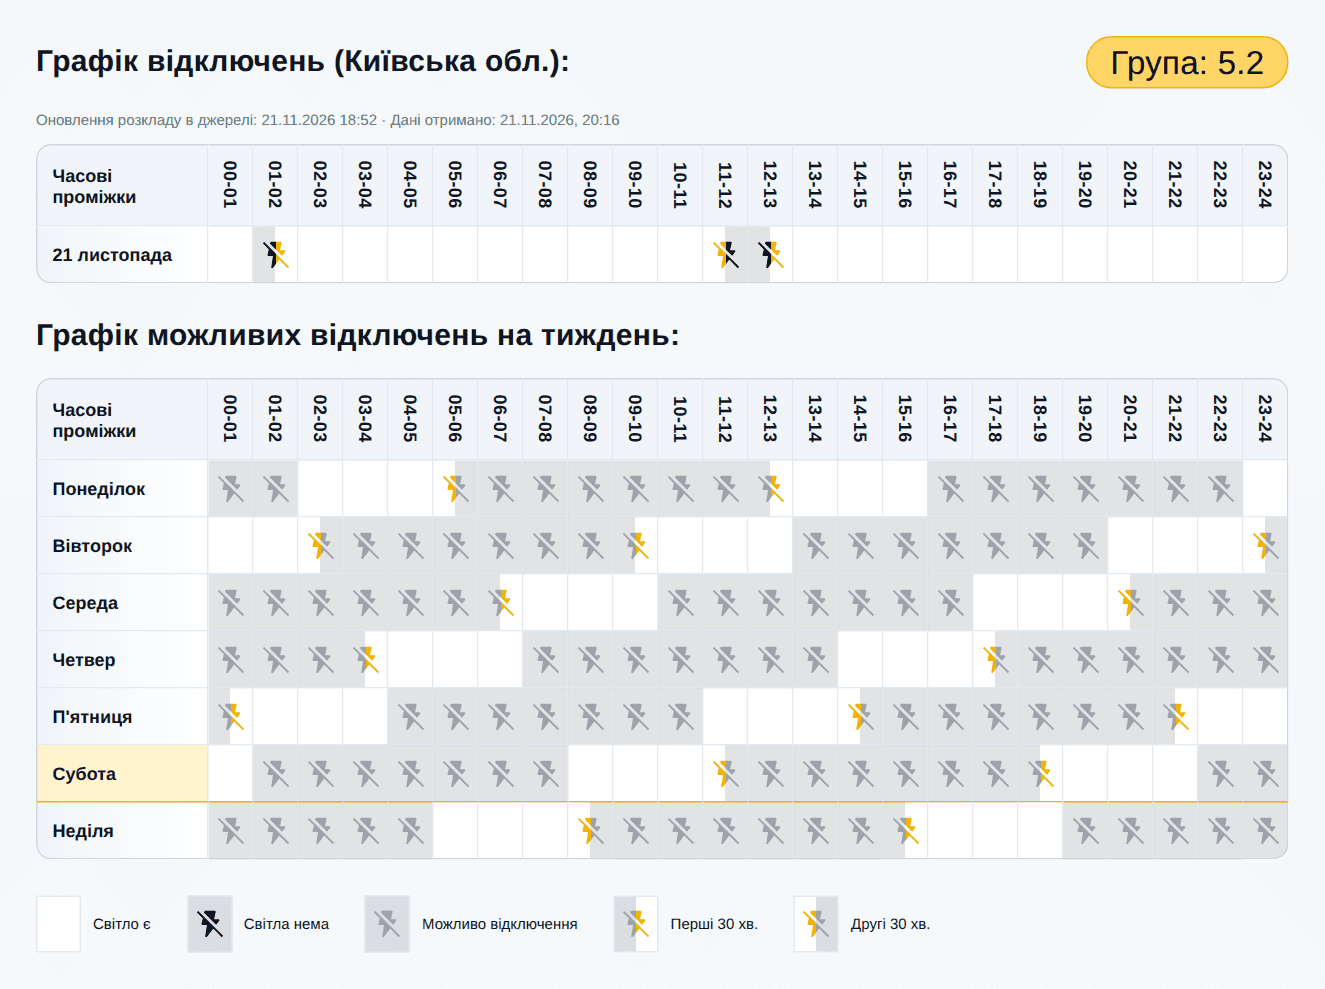 Графік відключень (Київська обл.):
Група: 5.2
Оновлення розкладу в джерелі: 21.11.2026 18:52 · Дані отримано: 21.11.2026, 20:16
Часові проміжки 00-01 01-02 02-03 03-04 04-05 05-06 06-07 07-08 08-09 09-10 10-11 11-12 12-13 13-14 14-15 15-16 16-17 17-18 18-19 19-20 20-21 21-22 22-23 23-24
21 листопада
Графік можливих відключень на тиждень:
Часові проміжки 00-01 01-02 02-03 03-04 04-05 05-06 06-07 07-08 08-09 09-10 10-11 11-12 12-13 13-14 14-15 15-16 16-17 17-18 18-19 19-20 20-21 21-22 22-23 23-24
Понеділок
Вівторок
Середа
Четвер
П'ятниця
Субота
Неділя
Світло є Світла нема Можливо відключення Перші 30 хв. Другі 30 хв.